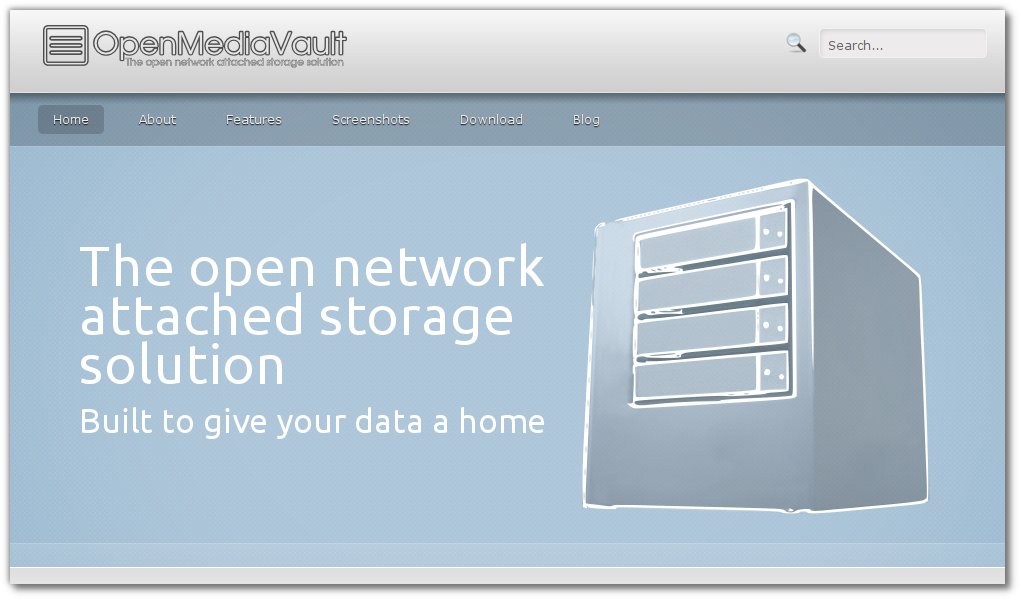 OpenMediaVault
The open network attached storage solution
Search...
Home About Features Screenshots Download Blog
The open network
attached storage
solution
Built to give your data a home